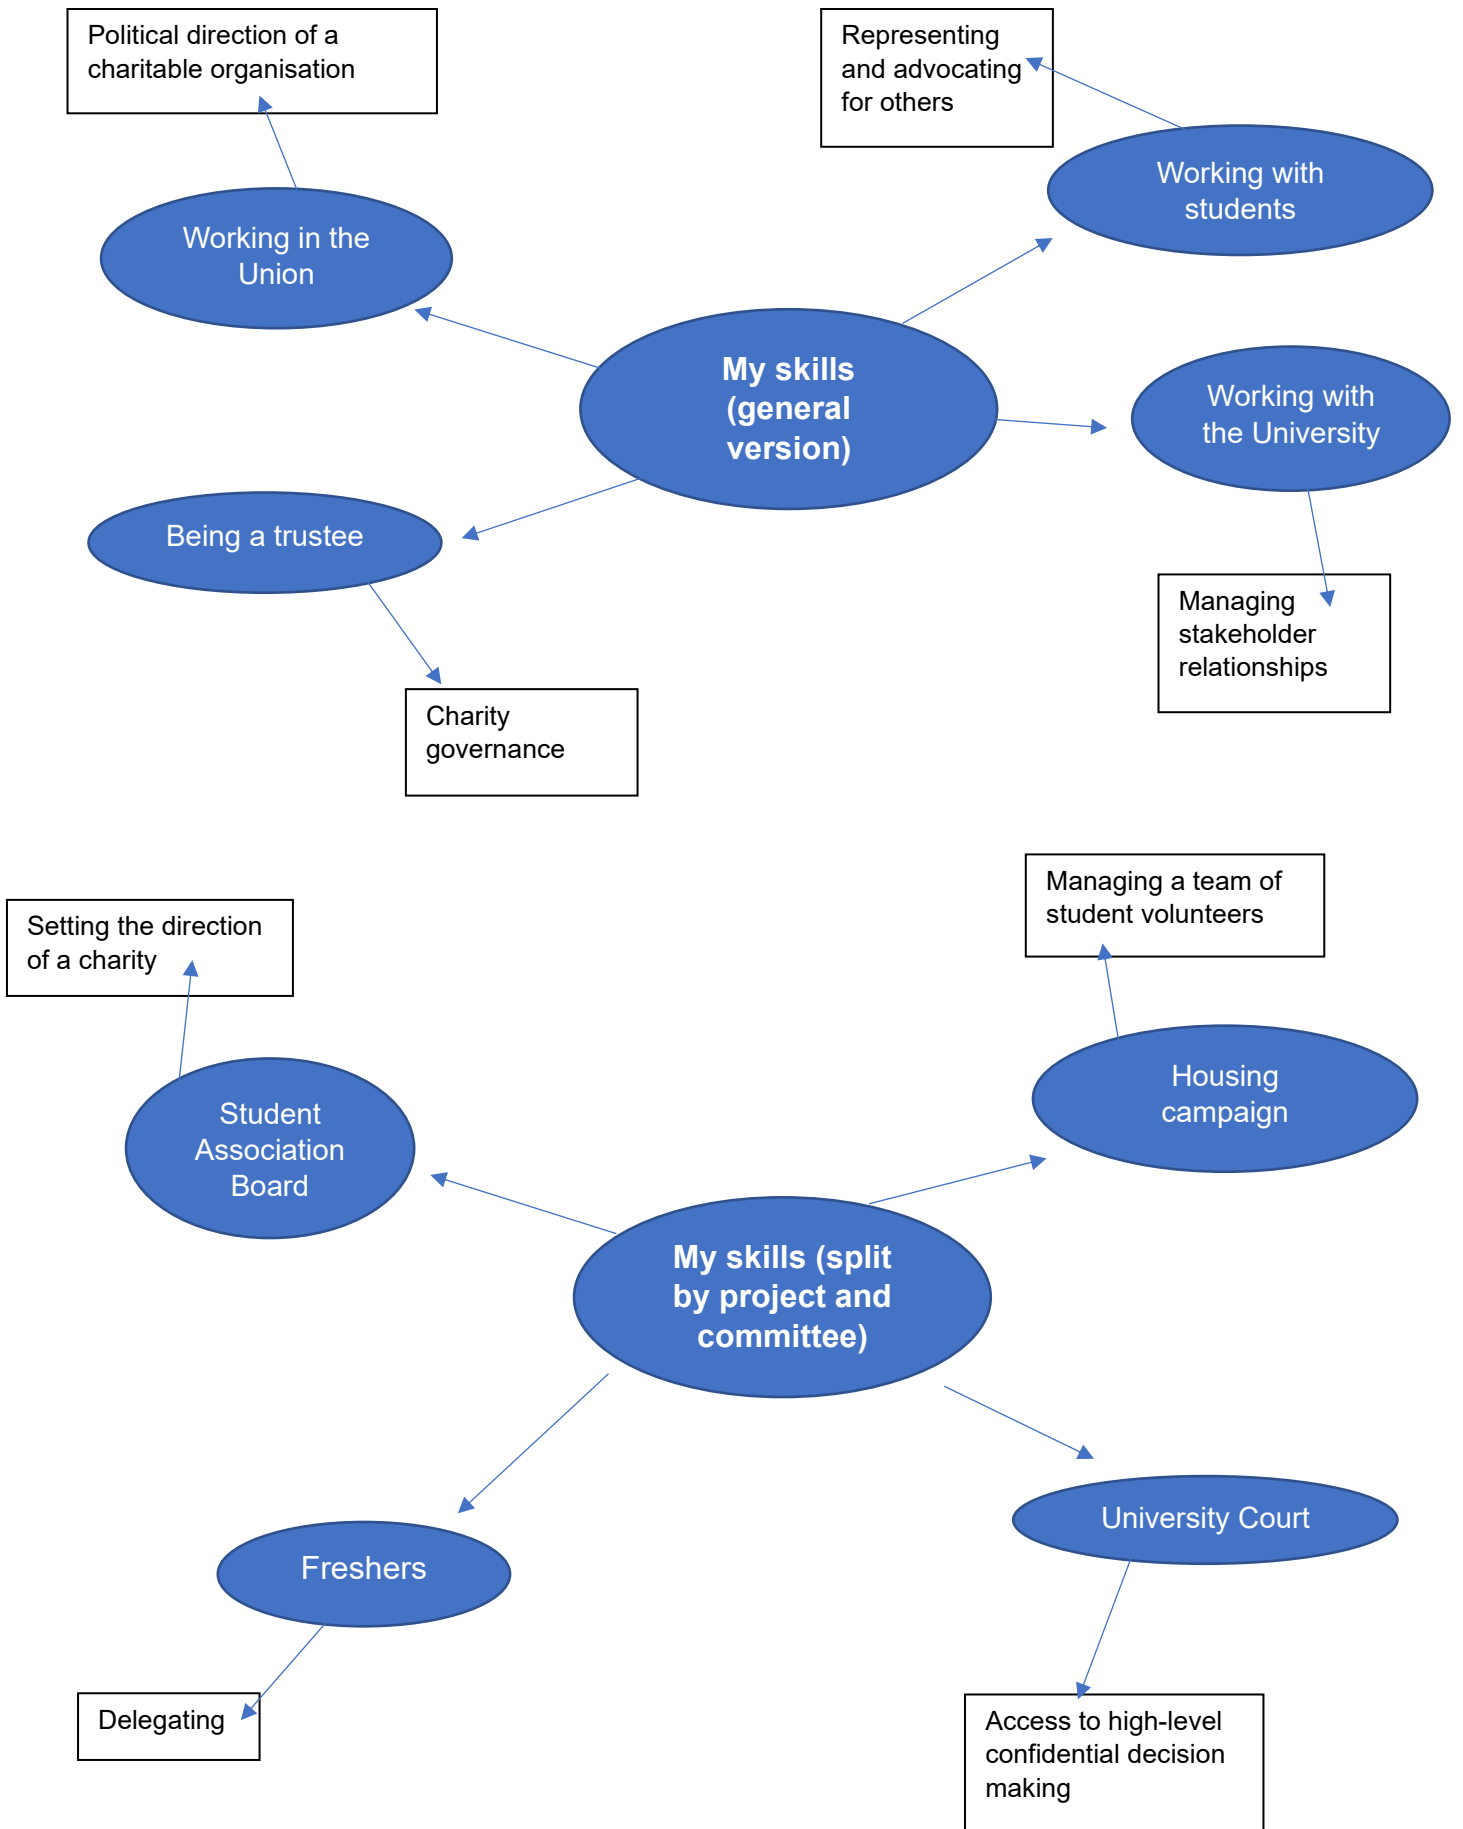 Political direction of a
charitable organisation
Representing
and advocating
for others
Working with
students
Working in the
Union
My skills
(general
version)
Working with
the University
Being a trustee
Managing
stakeholder
relationships
Charity
governance
Managing a team of
student volunteers
Setting the direction
of a charity
Housing
campaign
Student
Association
Board
My skills (split
by project and
committee)
University Court
Freshers
Delegating
Access to high-level
confidential decision
making